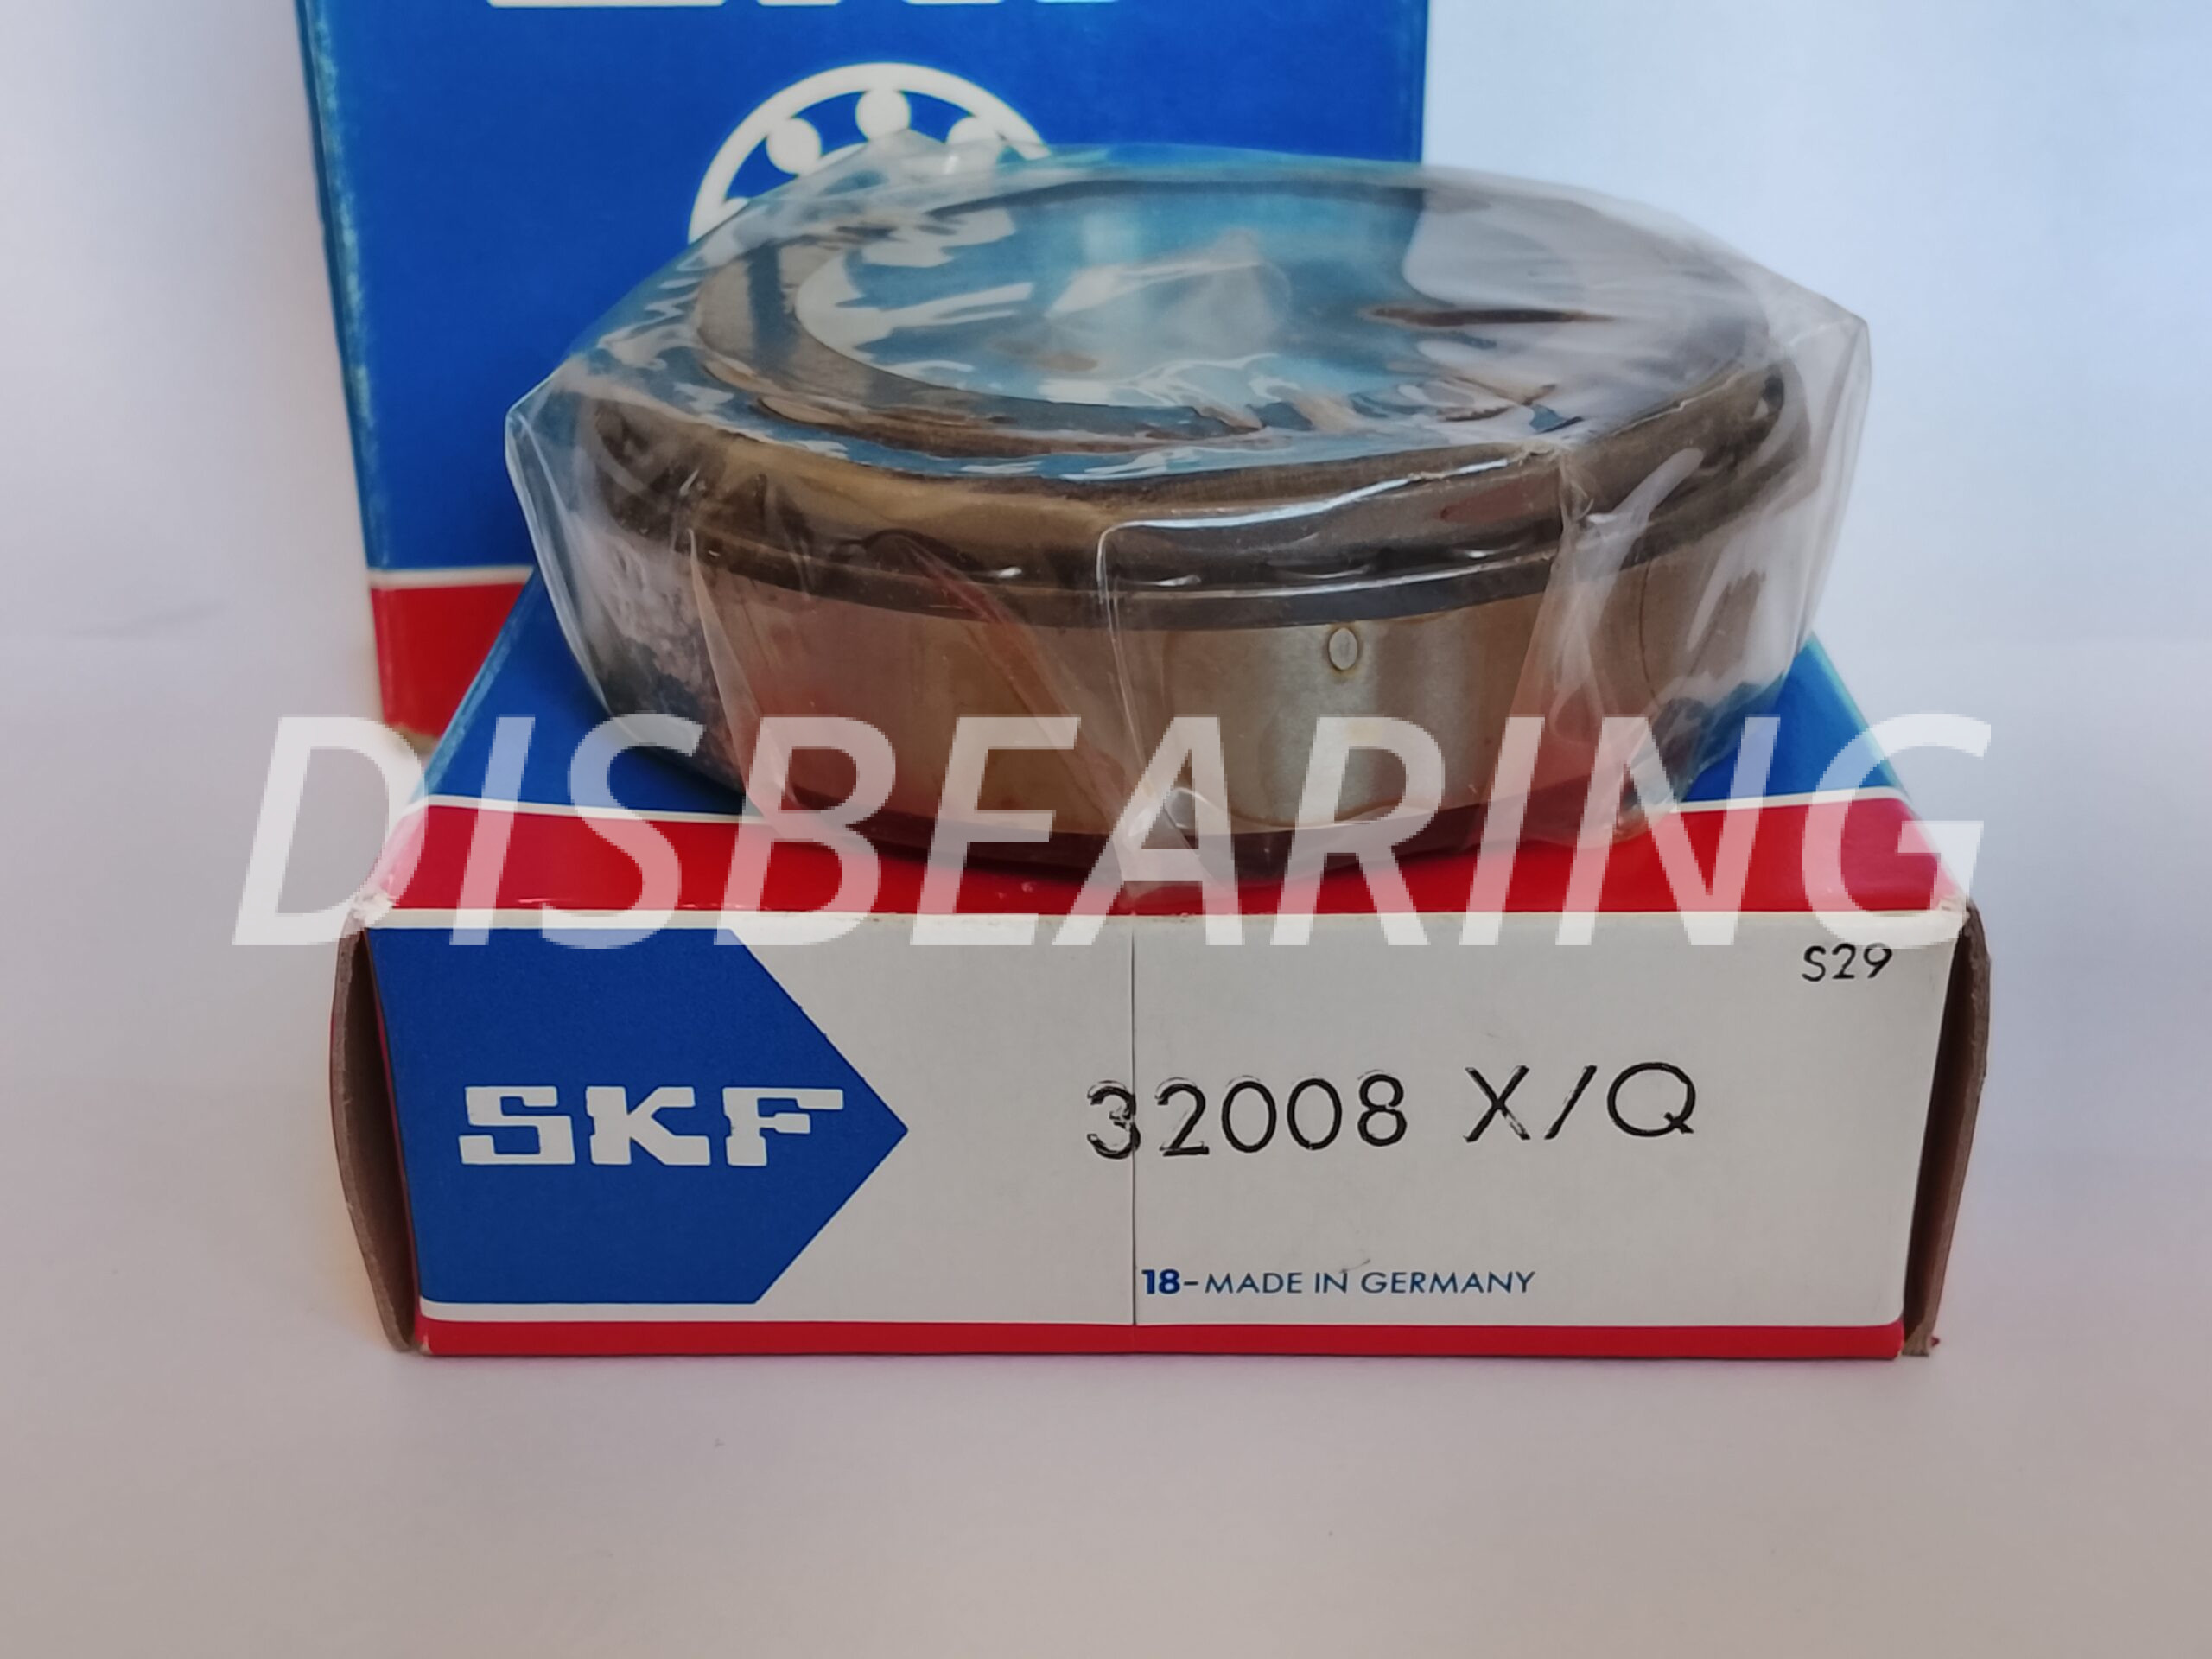 DISBEARING
S29
SKF
32008 X/Q
18-MADE IN GERMANY